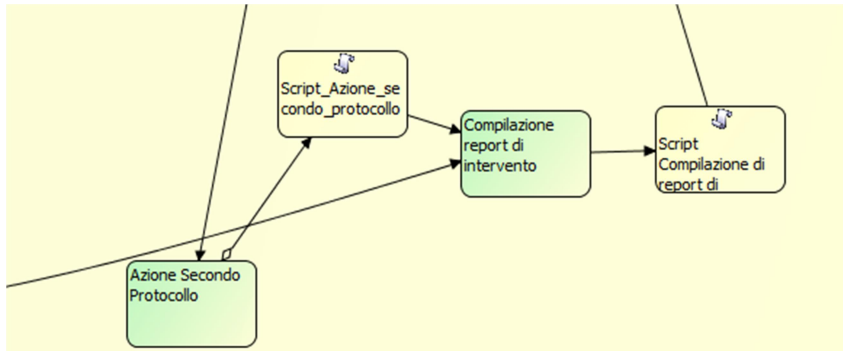 Script_Azione_se
condo_protocollo
Compilazione
report di
intervento
Script
Compilazione di
report di
Azione Secondo
Protocollo